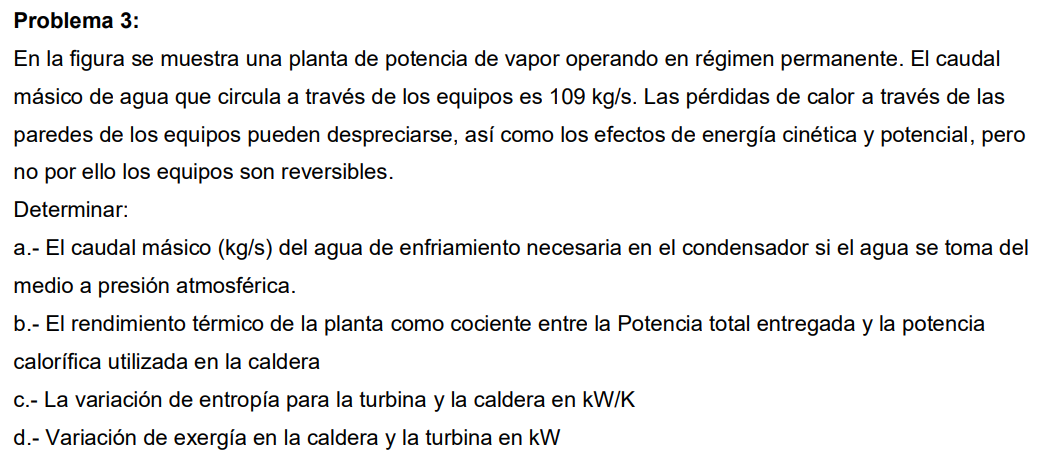 Problema 3:
En la figura se muestra una planta de potencia de vapor operando en régimen permanente. El caudal
másico de agua que circula a través de los equipos es 109 kg/s. Las pérdidas de calor a través de las
paredes de los equipos pueden despreciarse, así como los efectos de energía cinética y potencial, pero
no por ello los equipos son reversibles.
Determinar:
a.- El caudal másico (kg/s) del agua de enfriamiento necesaria en el condensador si el agua se toma del
medio a presión atmosférica.
b.- El rendimiento térmico de la planta como cociente entre la Potencia total entregada y la potencia
calorífica utilizada en la caldera
c.- La variación de entropía para la turbina y la caldera en kW/K
d.- Variación de exergía en la caldera y la turbina en kW